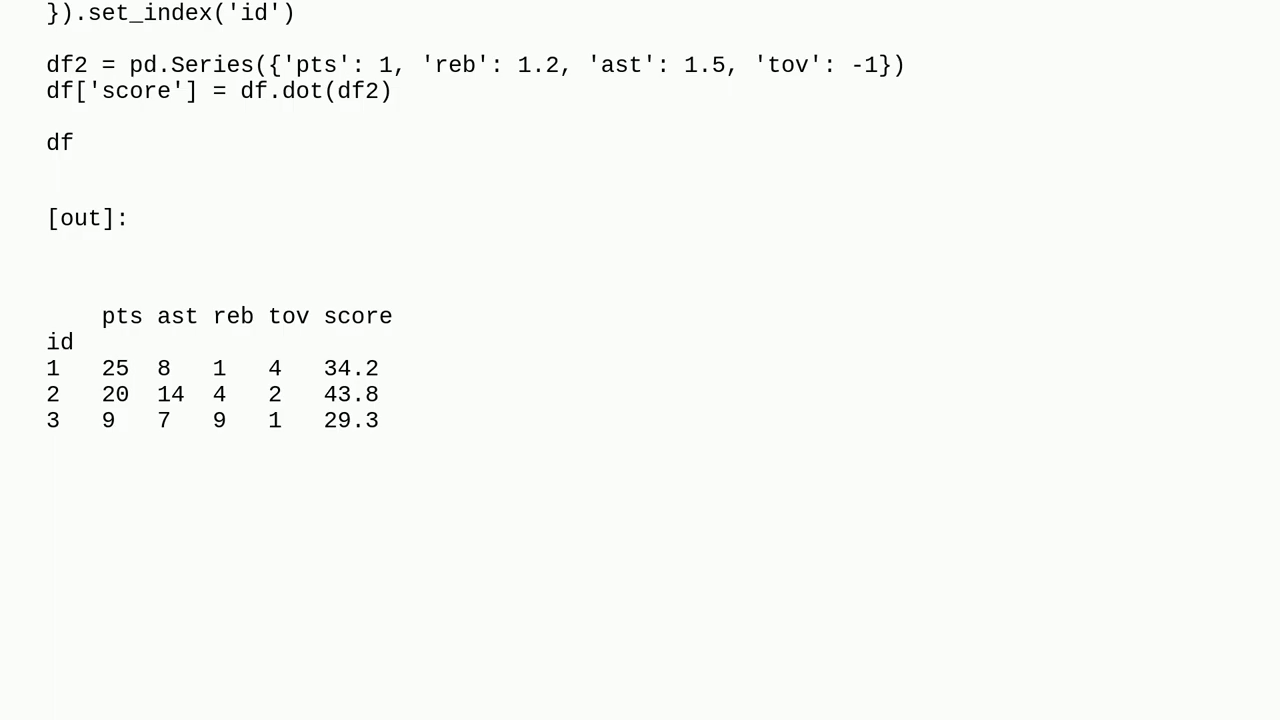 }).set_index('id')
df2 = pd.Series({'pts': 1, 'reb': 1.2, 'ast': 1.5, 'tov': -1})
df['score'] = df.dot(df2)
df
[out]:
pts ast reb tov score
id
1 25 8 1 4 34.2
2 20 14 4 2 43.8
3 9 7 9 1 29.3